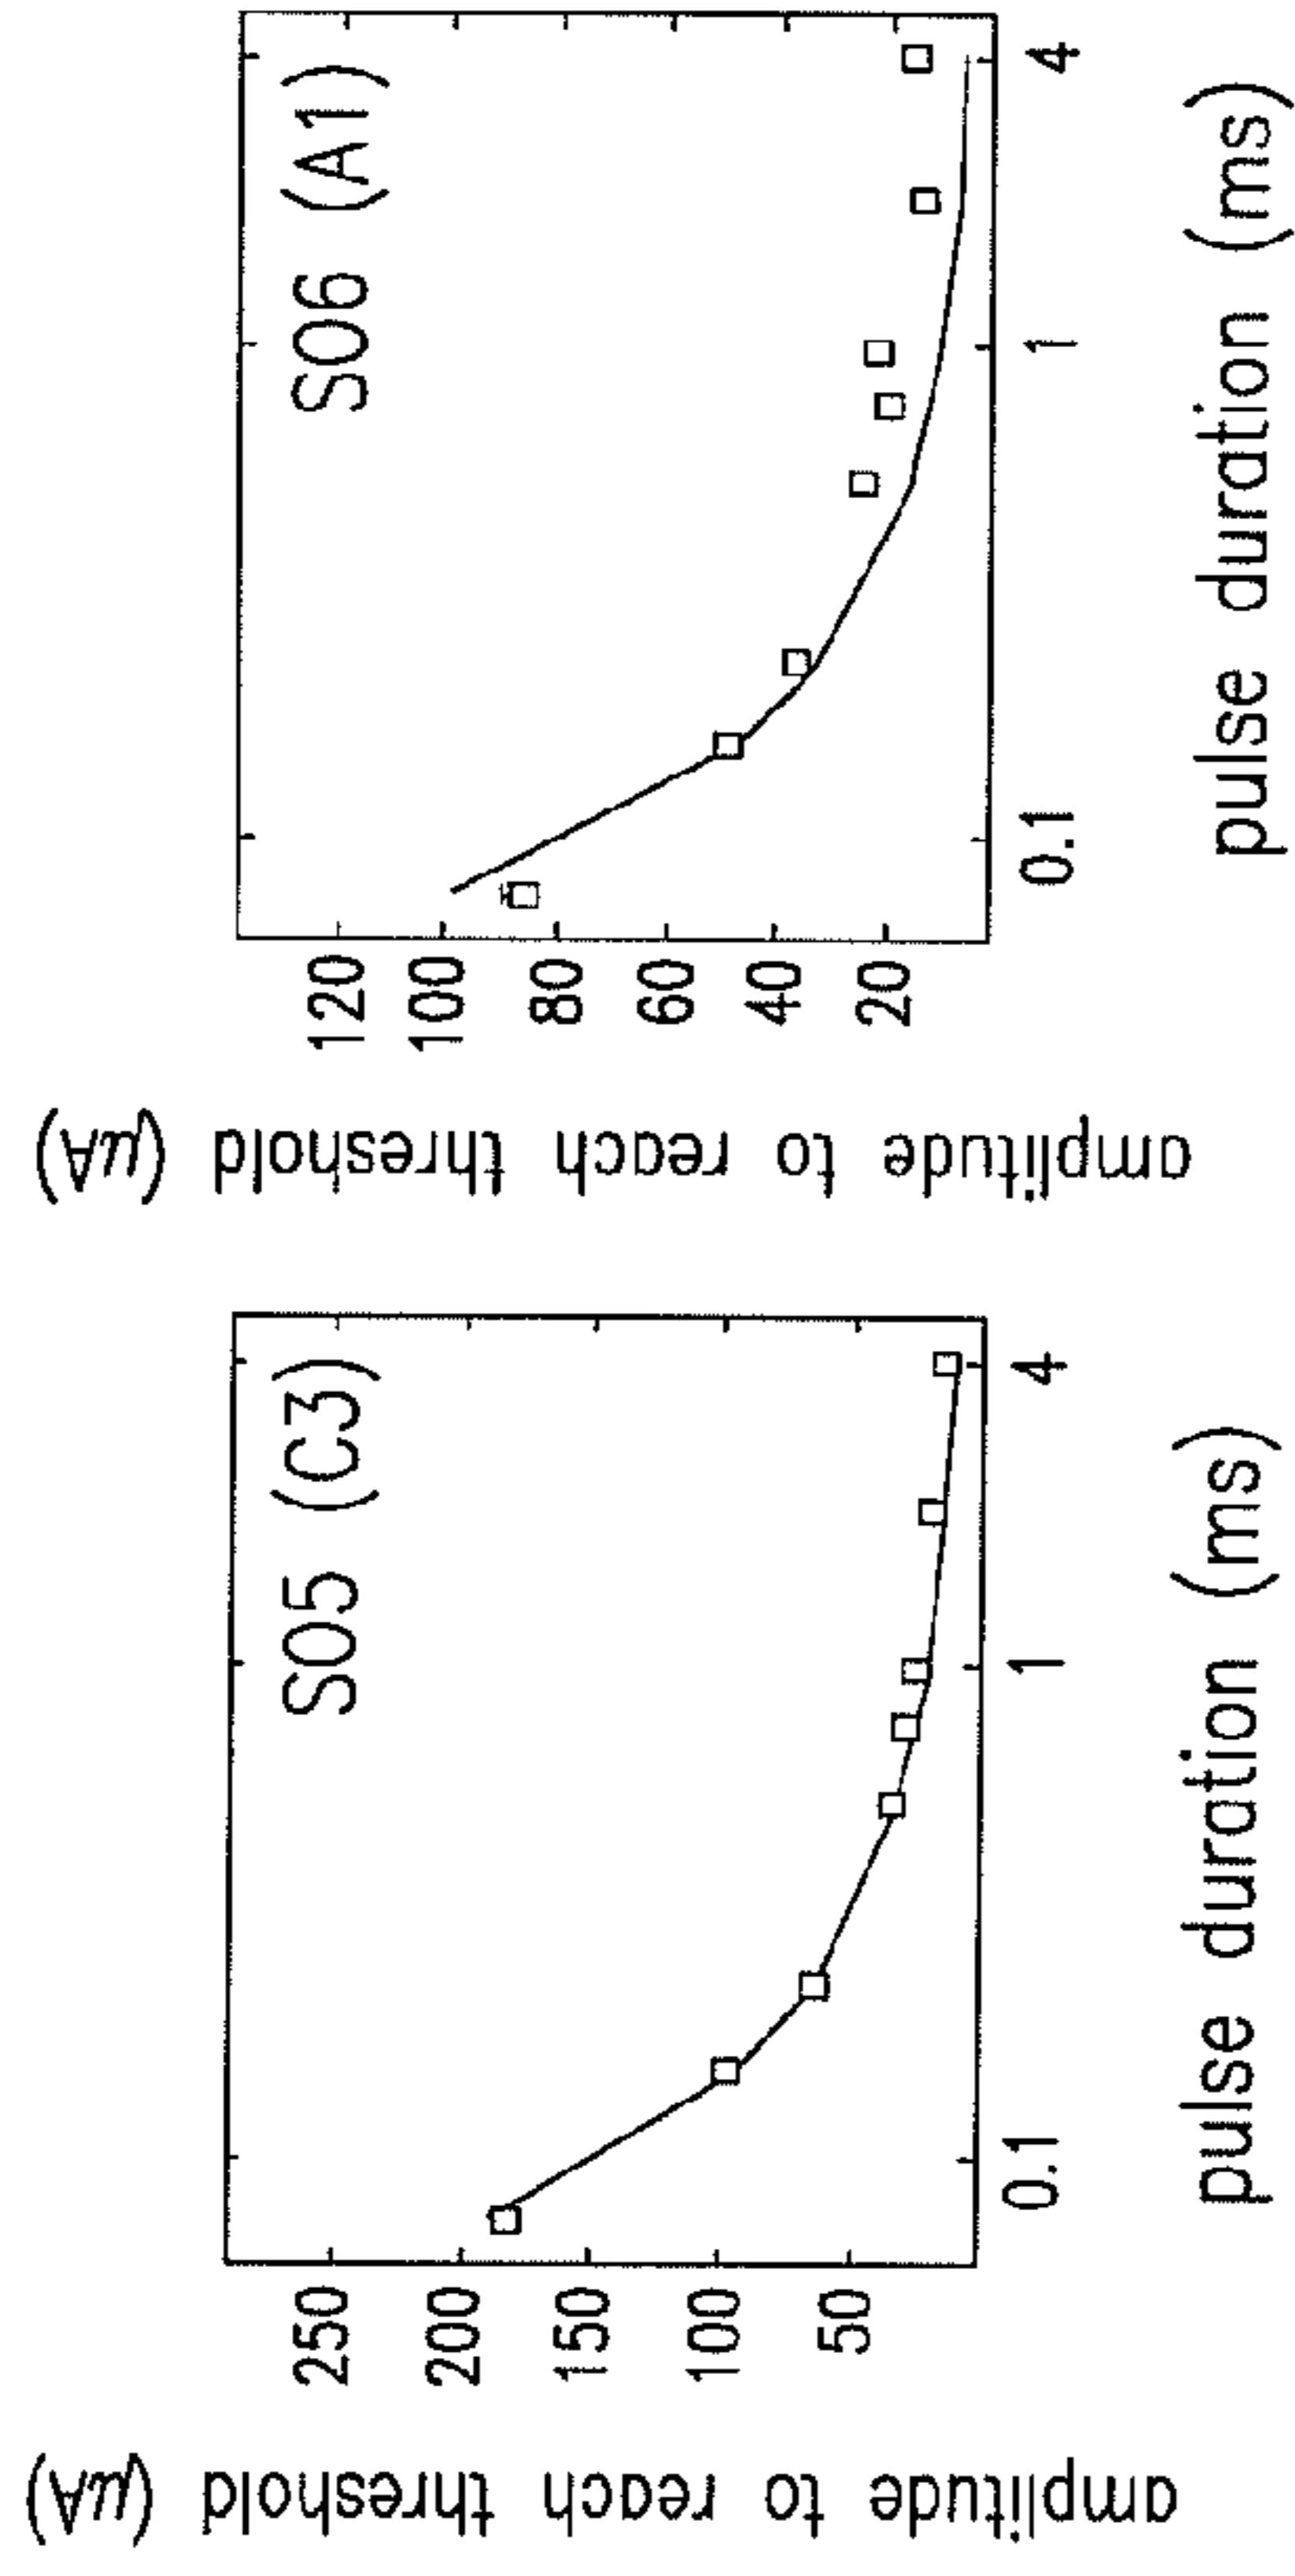 S05 (C3)
amplitude to reach threshold (μA)
250
200
150
100
50
0.1
1
4
pulse duration (ms)
S06 (A1)
amplitude to reach threshold (μA)
120
100
80
60
40
20
0.1
1
4
pulse duration (ms)